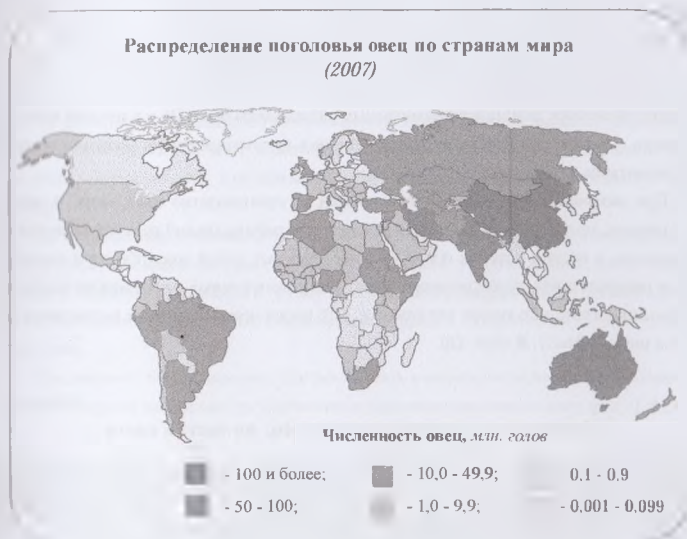 Распределение поголовья овец по странам мира
(2007)
Численность овец, млн. голов
- 100 и более; - 10,0 - 49,9; 0.1 - 0.9
- 50 - 100; - 1,0 - 9,9; - 0,001 - 0,099